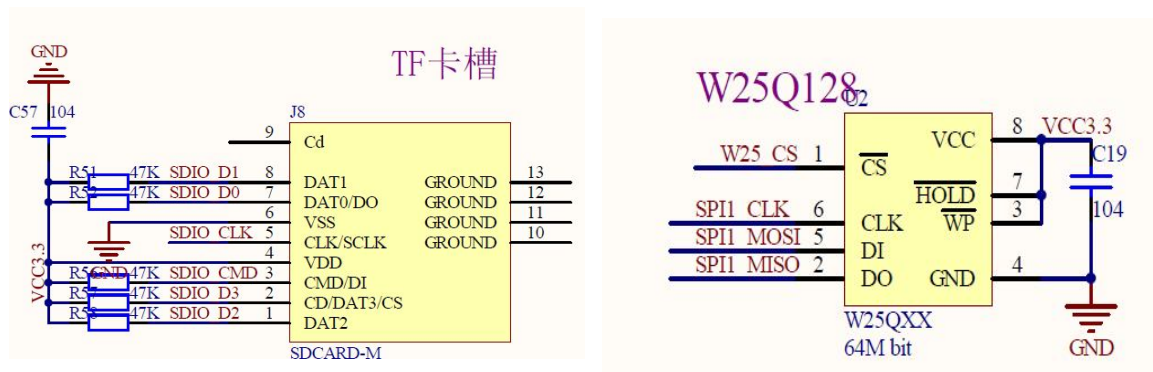 GND
TF卡槽
C57 104
J8
9 Cd
R51 47K SDIO_D1 8 DAT1 GROUND 13
47K SDIO_D0 7 DAT0/DO GROUND 12
6 VSS GROUND 11
SDIO_CLK 5 CLK/SCLK GROUND 10
4 VDD
GND 47K SDIO_CMD 3 CMD/DI
47K SDIO_D3 2 CD/DAT3/CS
R58 47K SDIO_D2 1 DAT2
VCC3.3
SDCARD-M
W25Q128
U2
W25_CS 1 CS VCC 8 VCC3.3
C19
HOLD 7
SPI1_CLK 6 CLK WP 3 104
SPI1_MOSI 5 DI
SPI1_MISO 2 DO GND 4
W25QXX
64M bit
GND